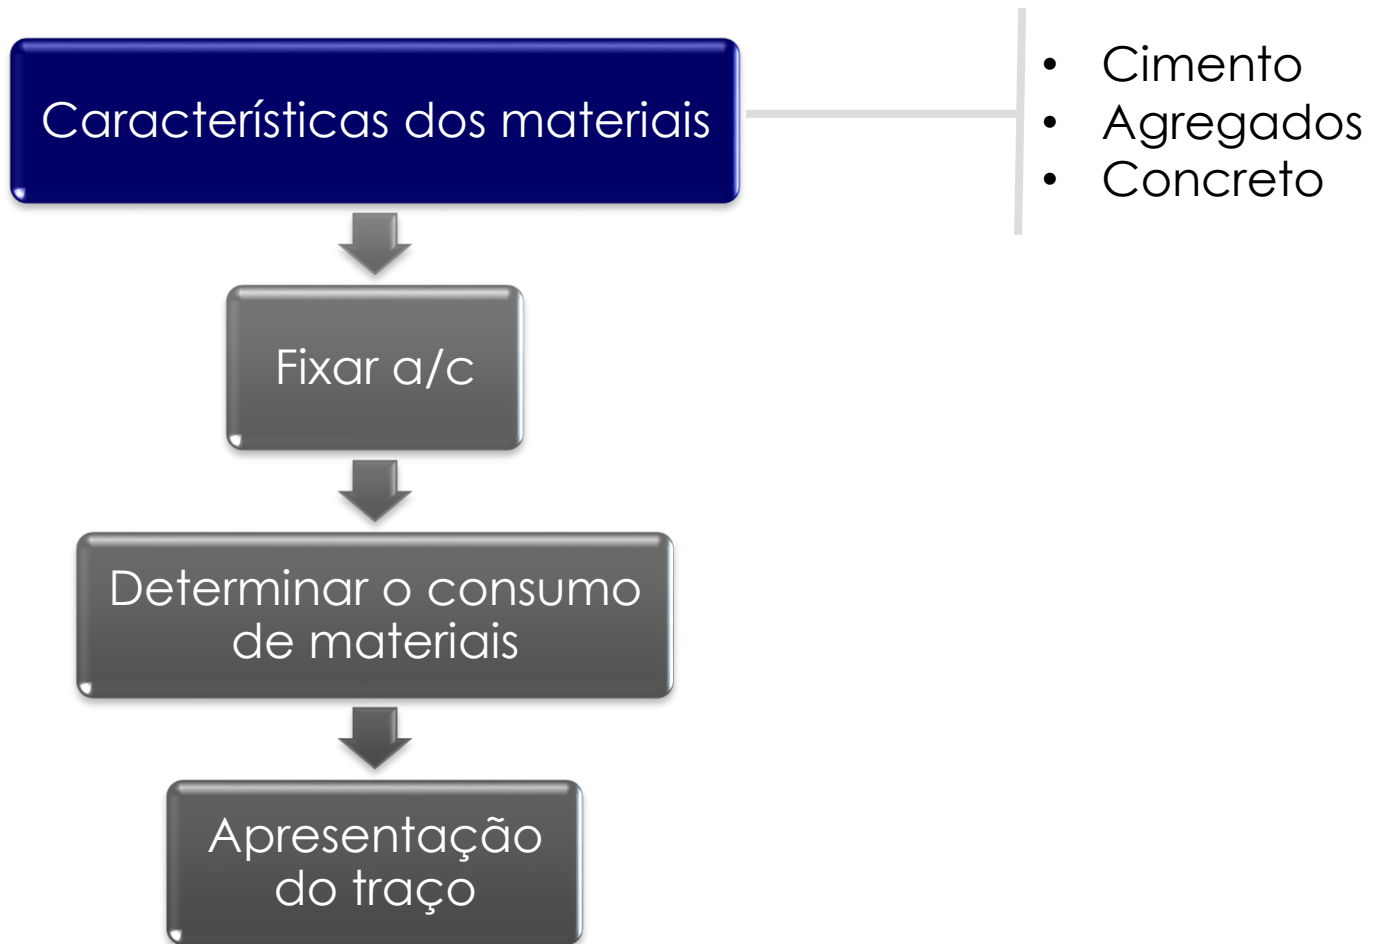 Características dos materiais
• Cimento
• Agregados
• Concreto
Fixar a/c
Determinar o consumo
de materiais
Apresentação
do traço